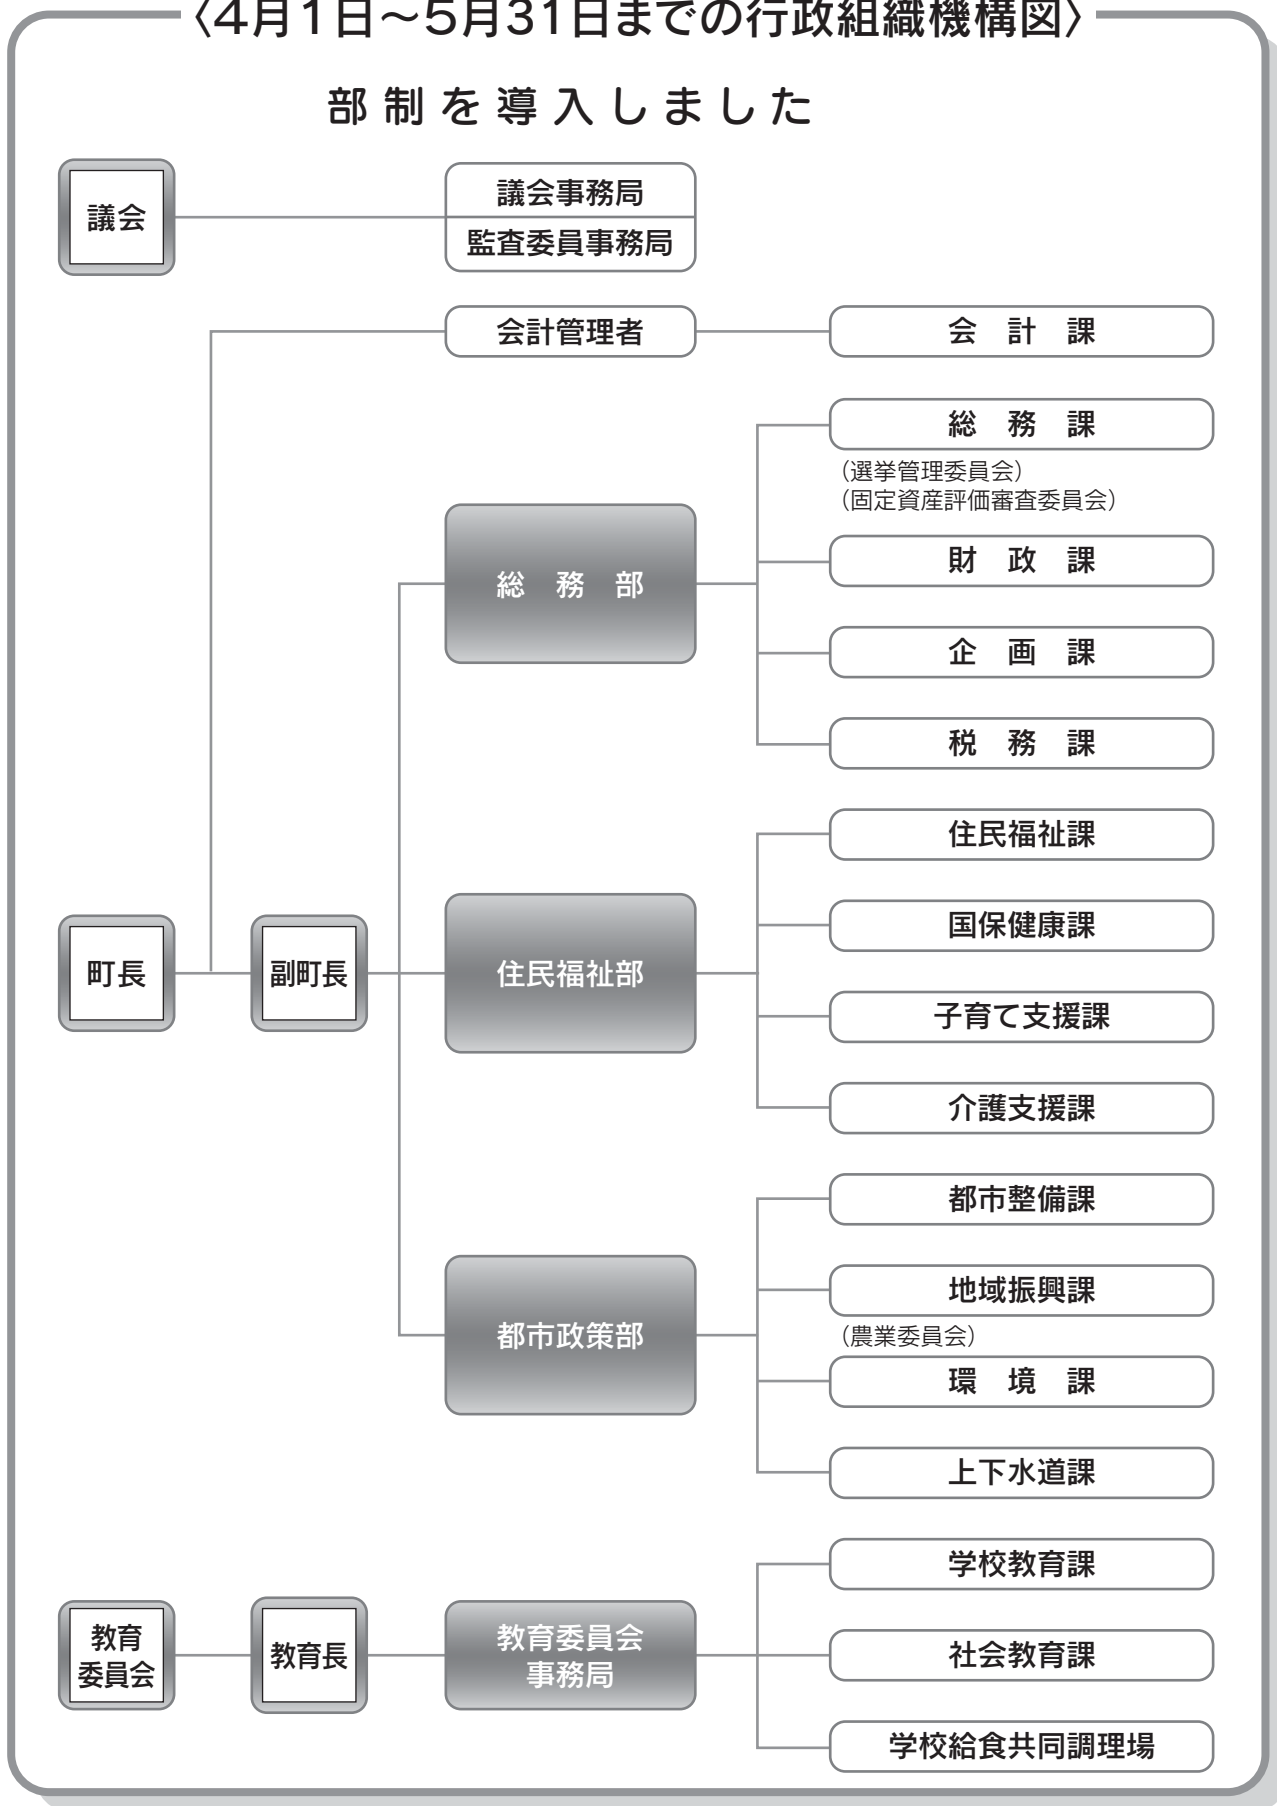 〈4月1日～5月31日までの行政組織機構図〉
部制を導入しました
議会
議会事務局
監査委員事務局
会計管理者
会　計　課
総　務　課
（選挙管理委員会）
（固定資産評価審査委員会）
総　務　部
財　政　課
企　画　課
税　務　課
住民福祉課
国保健康課
町長
副町長
住民福祉部
子育て支援課
介護支援課
都市整備課
地域振興課
（農業委員会）
都市政策部
環　境　課
上下水道課
学校教育課
教育
委員会
教育長
教育委員会
事務局
社会教育課
学校給食共同調理場